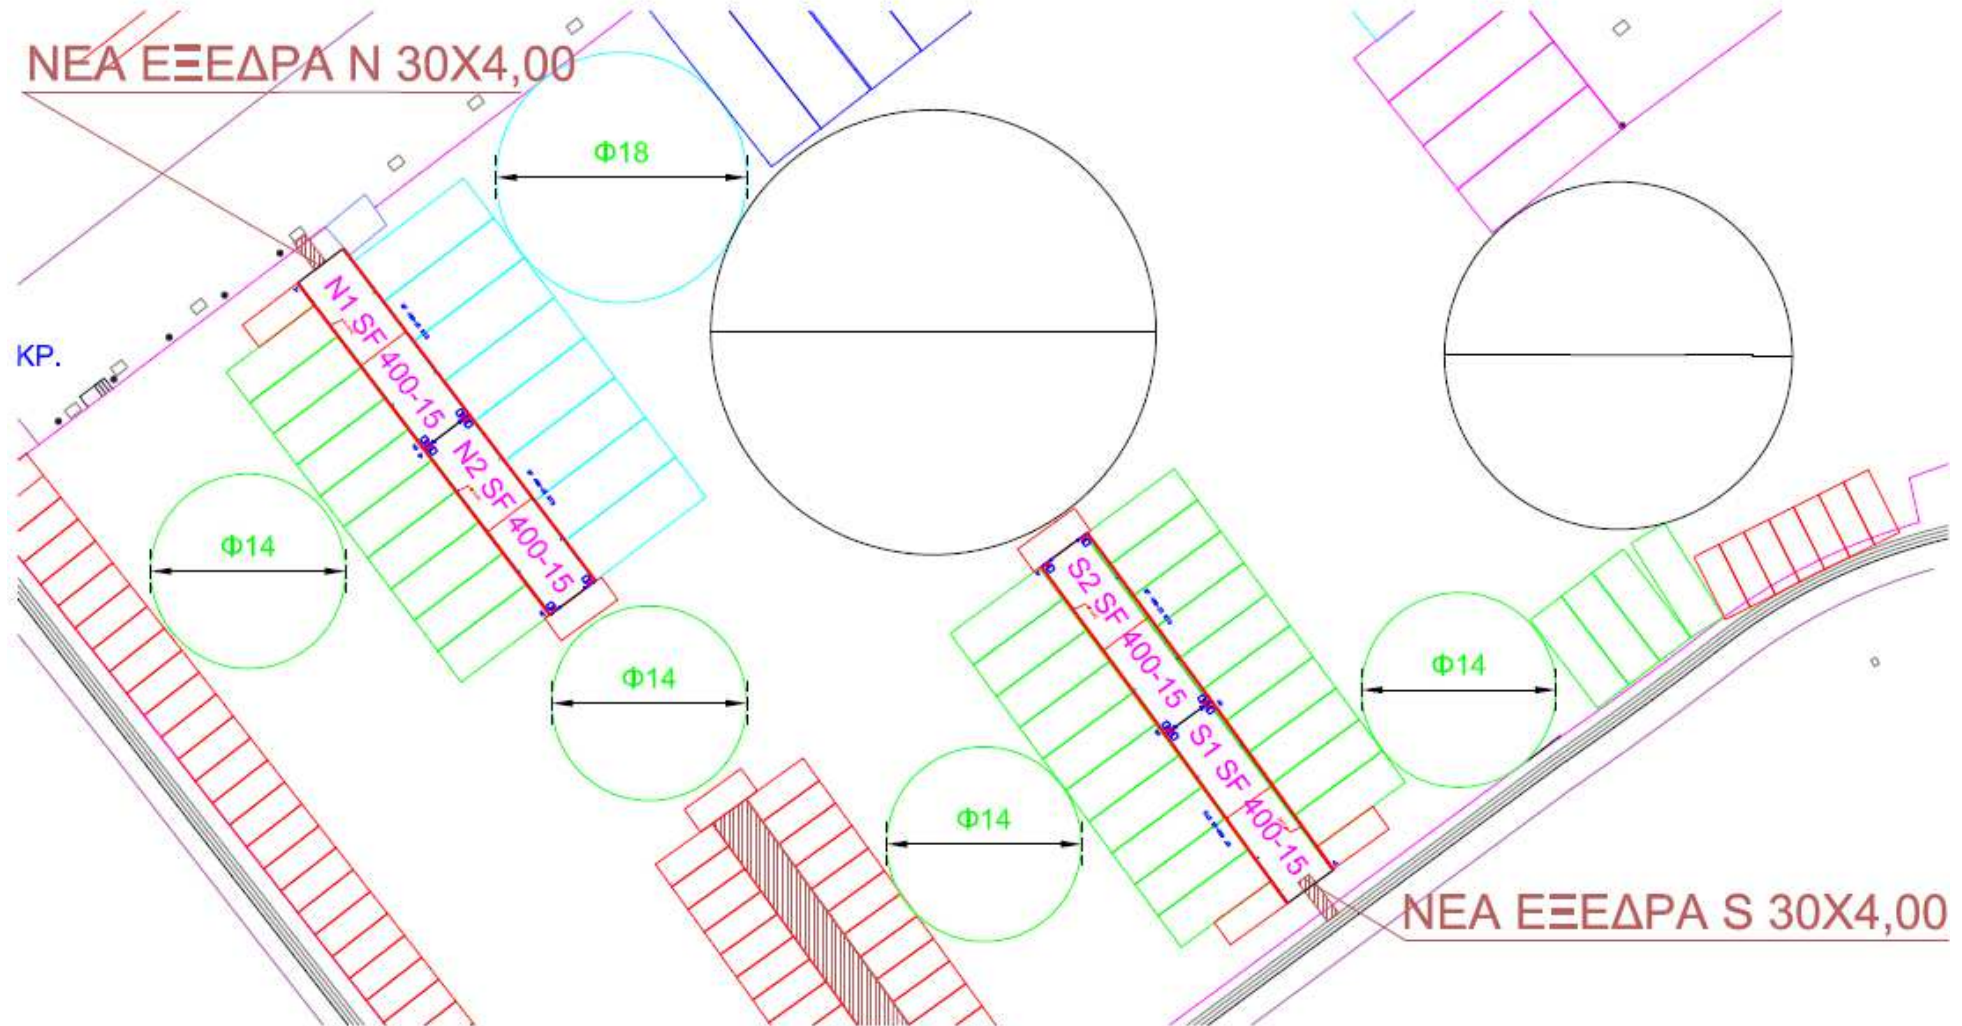 ΝΕΑ ΕΞΕΔΡΑ Ν 30Χ4,00
Φ18
N1 SF 400-15
ΚΡ.
N2 SF 400-15
Φ14
Φ14
S2 SF 400-15
Φ14
S1 SF 400-15
Φ14
ΝΕΑ ΕΞΕΔΡΑ S 30Χ4,00